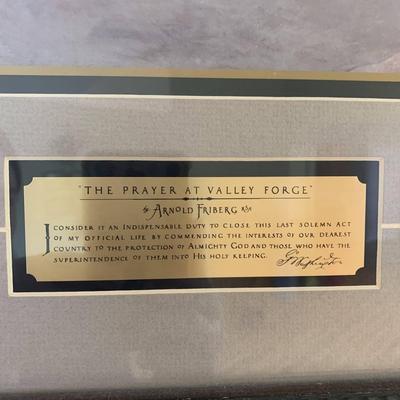 "THE PRAYER AT VALLEY FORGE"
by ARNOLD FRIBERG RSA
I CONSIDER IT AN INDISPENSABLE DUTY TO CLOSE THIS LAST SOLEMN ACT
OF MY OFFICIAL LIFE BY COMMENDING THE INTERESTS OF OUR DEAREST
COUNTRY TO THE PROTECTION OF ALMIGHTY GOD AND THOSE WHO HAVE THE
SUPERINTENDENCE OF THEM INTO HIS HOLY KEEPING.
G Washington